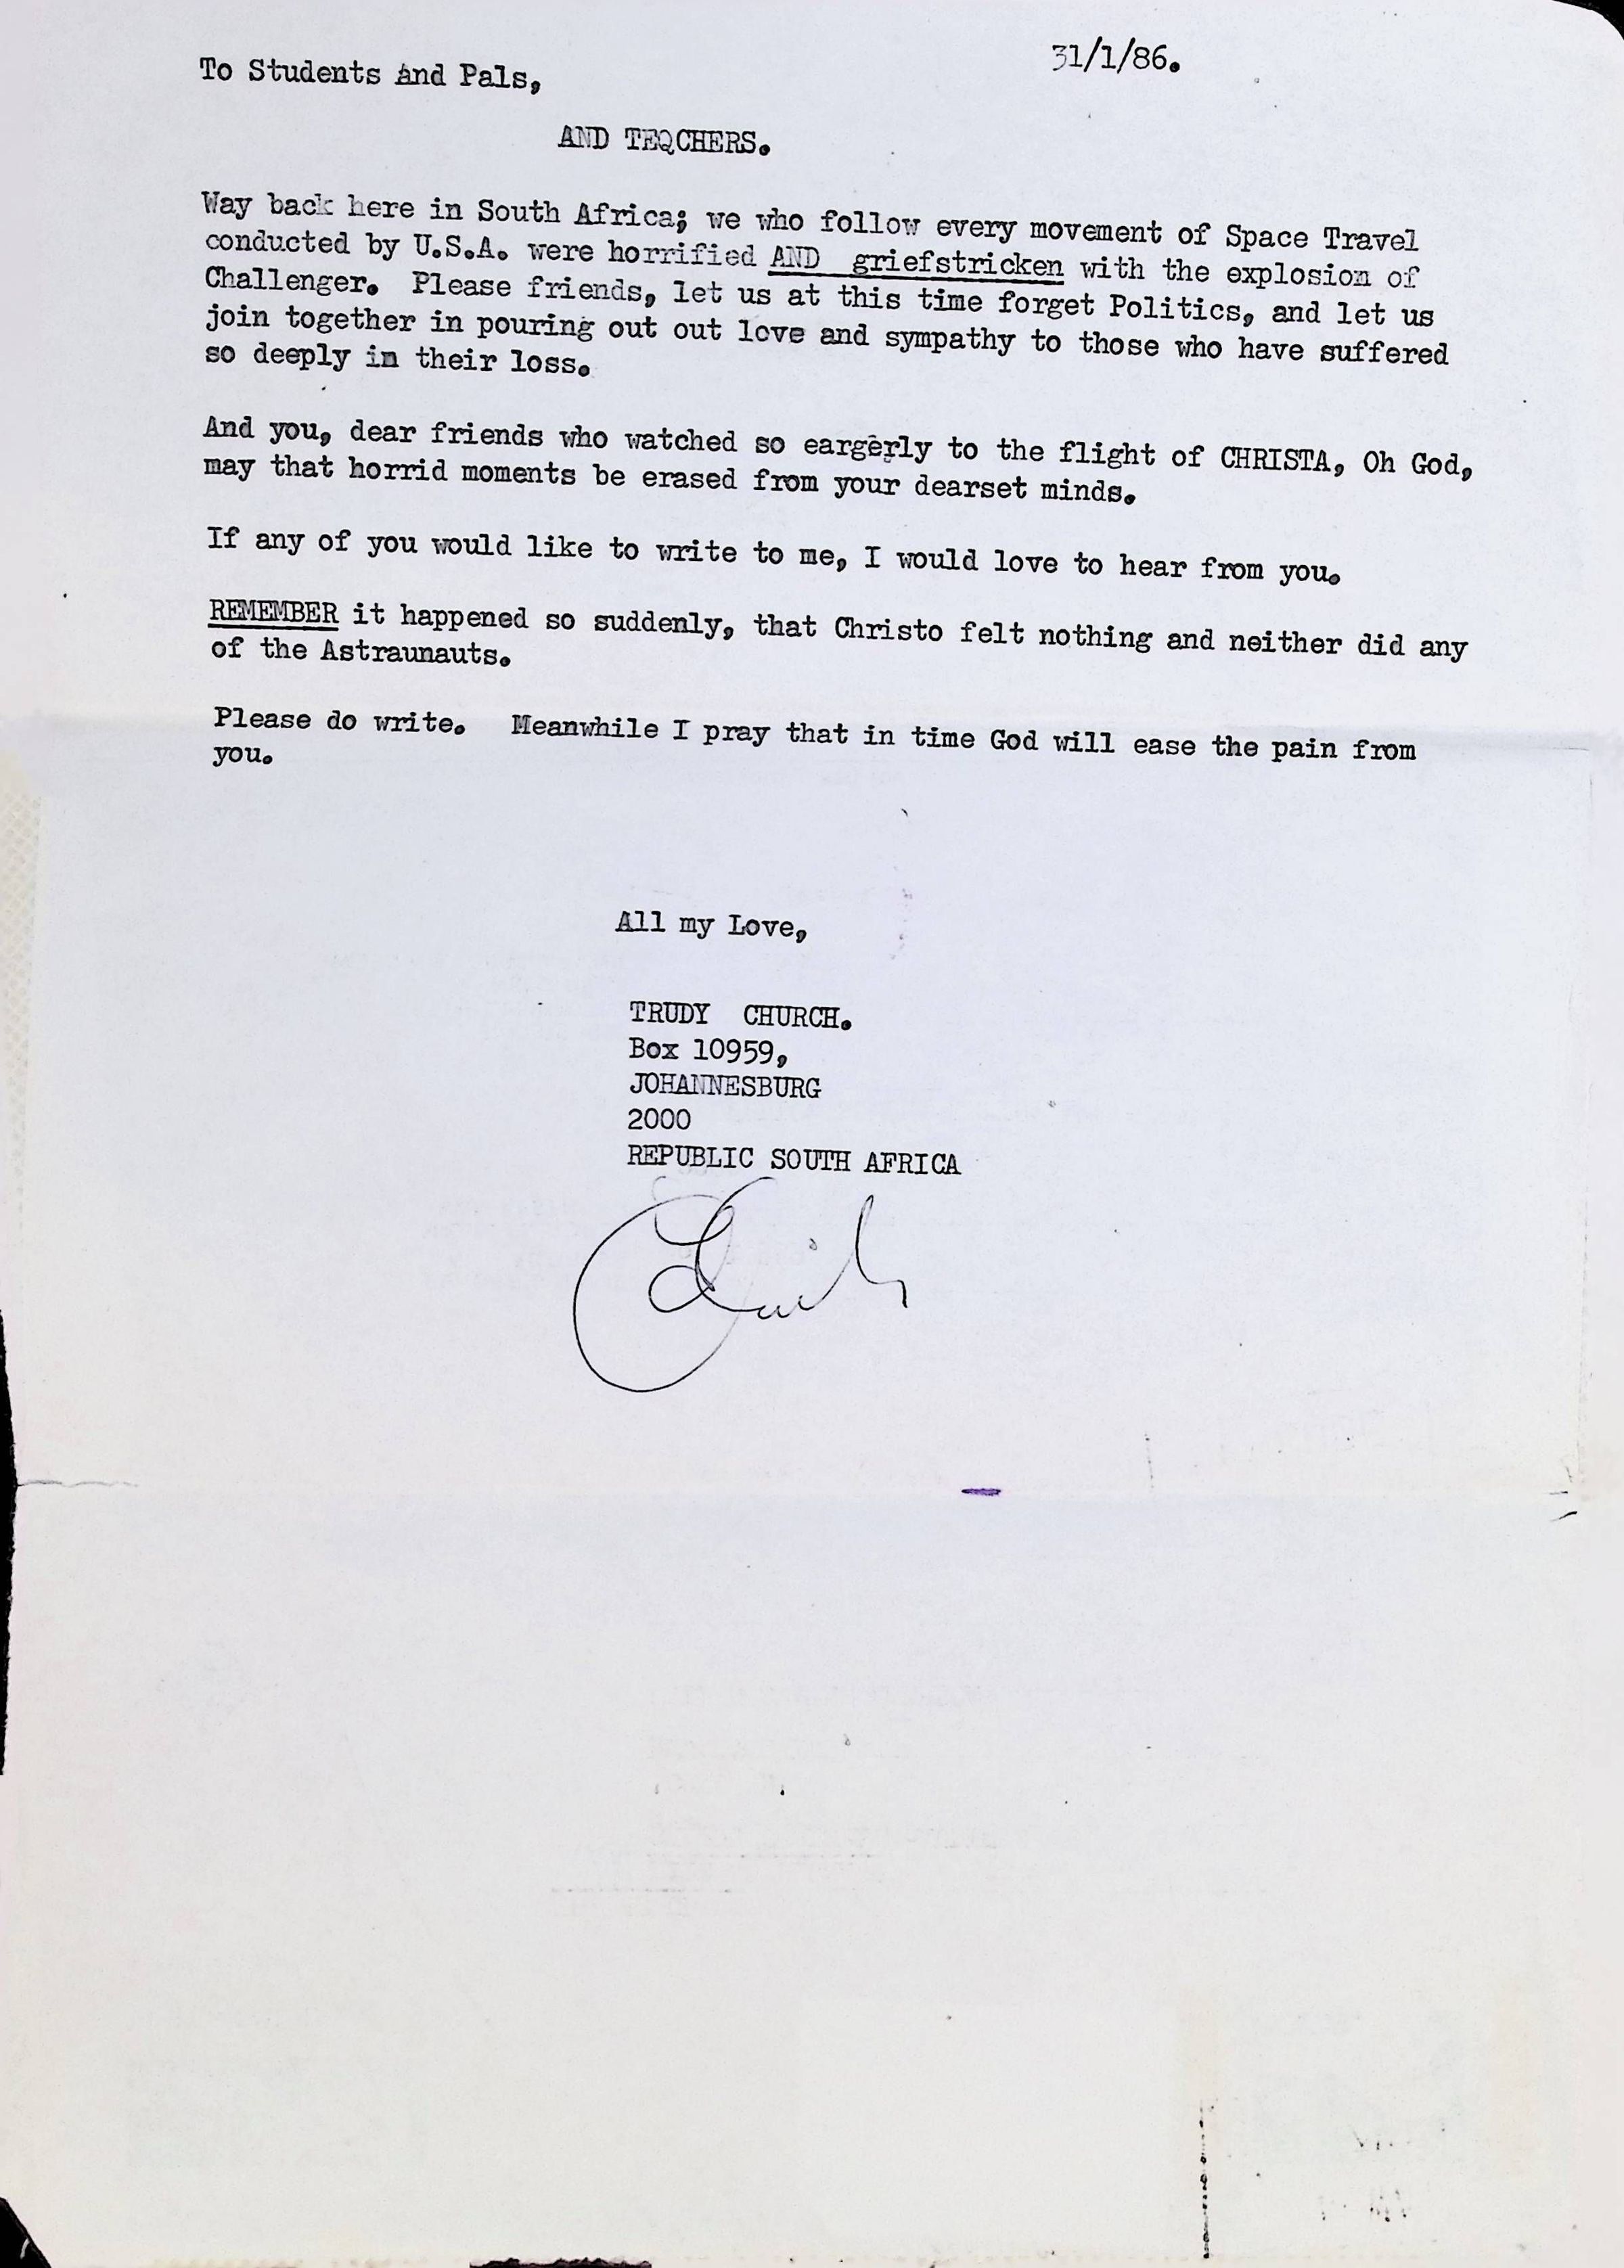 31/1/86.
To Students and Pals,
AND TEQCHERS.
Way back here in South Africa; we who follow every movement of Space Travel
conducted by U.S.A. were horrified AND griefstricken with the explosion of
Challenger. Please friends, let us at this time forget Politics, and let us
join together in pouring out out love and sympathy to those who have suffered
so deeply in their loss.
And you, dear friends who watched so eargerly to the flight of CHRISTA, Oh God,
may that horrid moments be erased from your dearset minds.
If any of you would like to write to me, I would love to hear from you.
REMEMBER it happened so suddenly, that Christo felt nothing and neither did any
of the Astraunauts.
Please do write. Meanwhile I pray that in time God will ease the pain from
you.
All my Love,
TRUDY CHURCH.
Box 10959,
JOHANNESBURG
2000
REPUBLIC SOUTH AFRICA